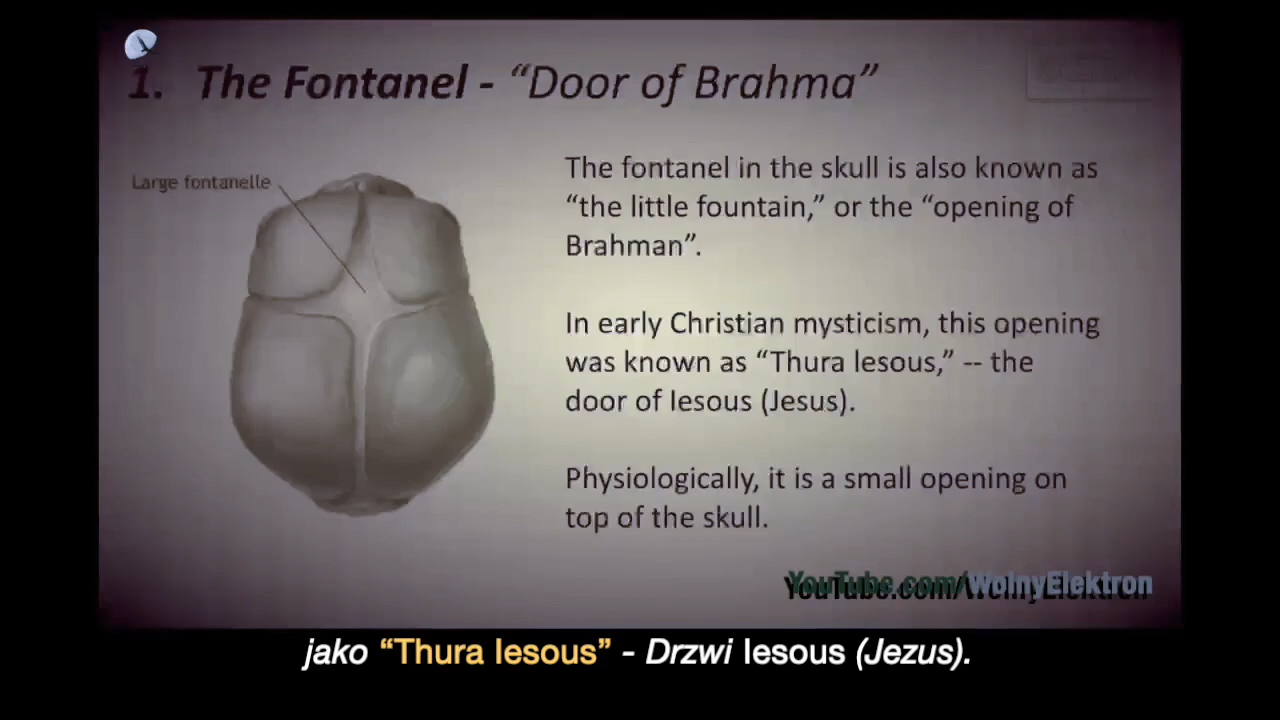 1. The Fontanel - “Door of Brahma”
Large fontanelle
The fontanel in the skull is also known as
“the little fountain,” or the “opening of
Brahman”.
In early Christian mysticism, this opening
was known as “Thura Iesous,” -- the
door of Iesous (Jesus).
Physiologically, it is a small opening on
top of the skull.
YouTube.com/WolnyElektron
jako “Thura Iesous” - Drzwi Iesous (Jezus).